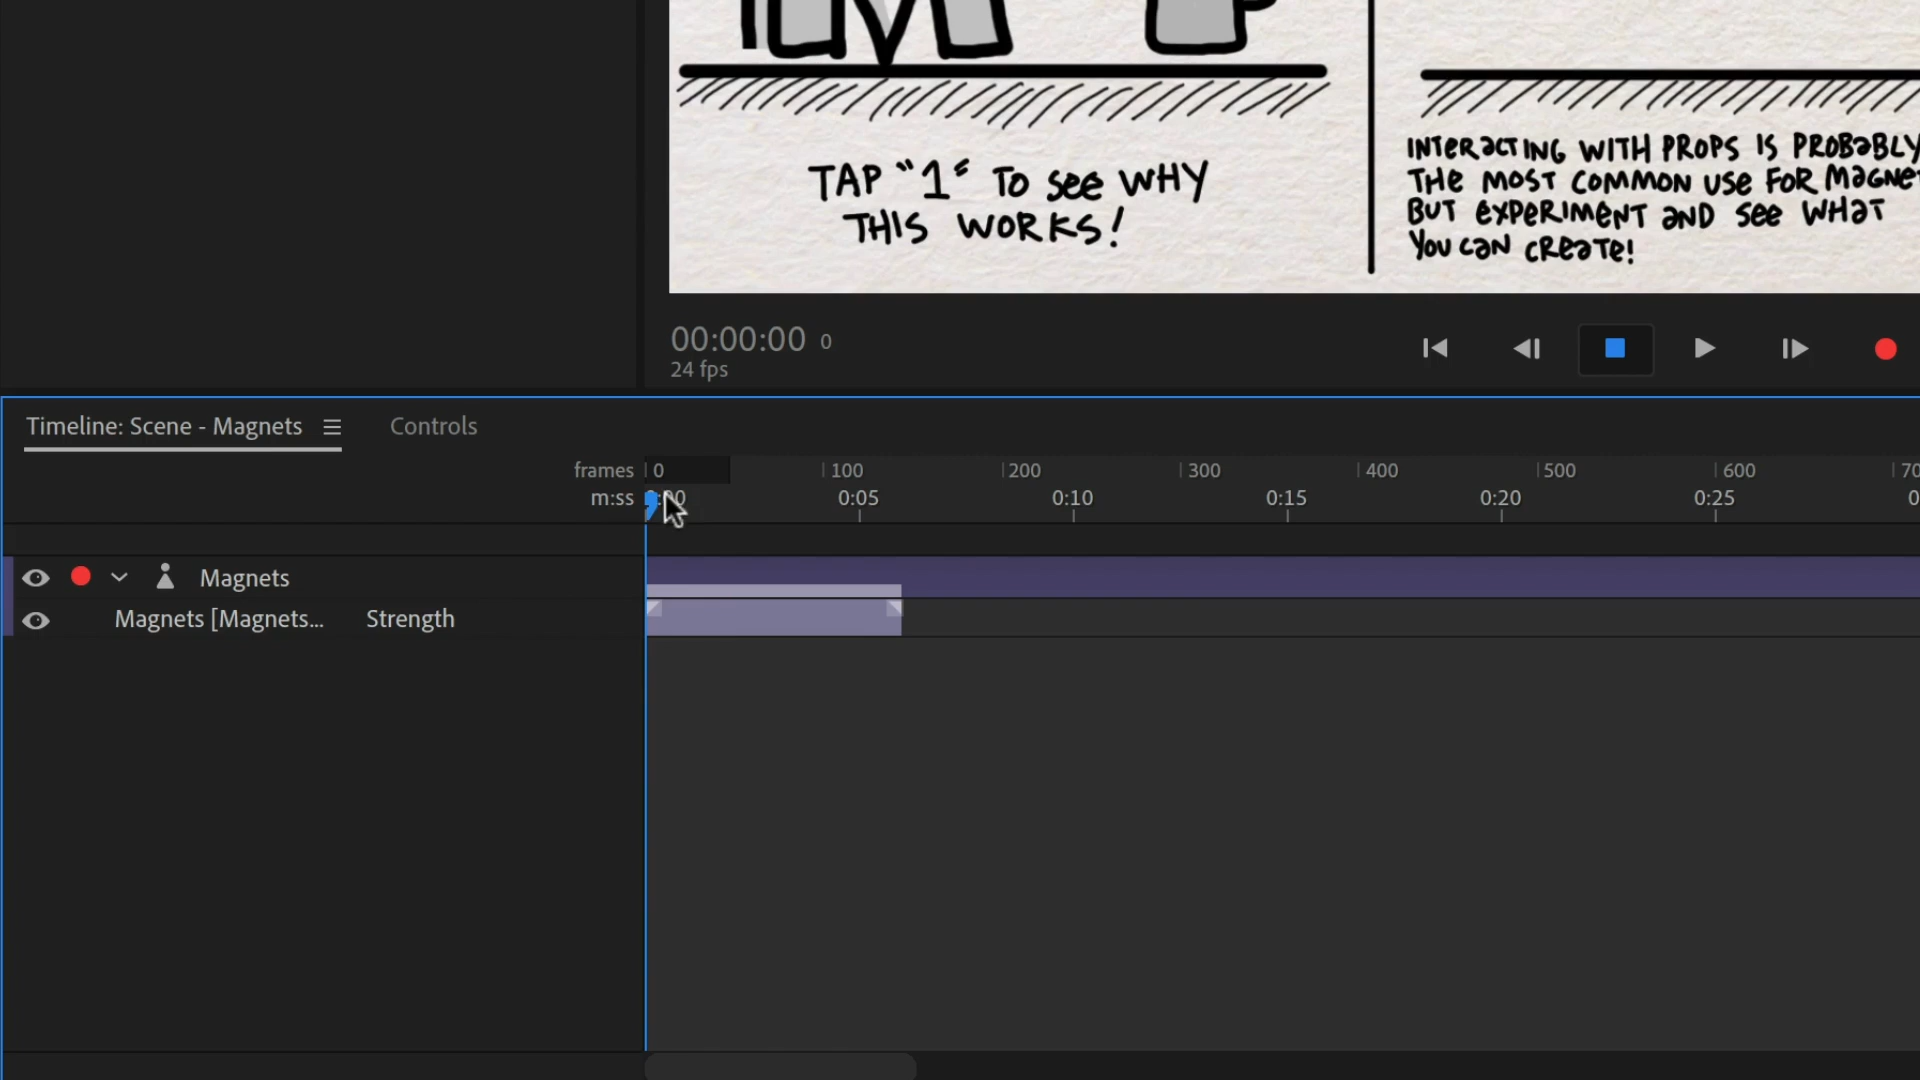 TAP "1" TO see WHY
THIS WORKS!
INTERaCTING WITH PROPS IS PROBaBLY
THe MOST COMMON USe FOR MaGNeT
BUT eXPeRIMeNT aND See WHaT
YOU CaN CReaTe!
00:00:00 0
24 fps
Timeline: Scene - Magnets
Controls
frames 0 100 200 300 400 500 600 70
m:ss 0:05 0:10 0:15 0:20 0:25 0
Magnets
Magnets [Magnets... Strength